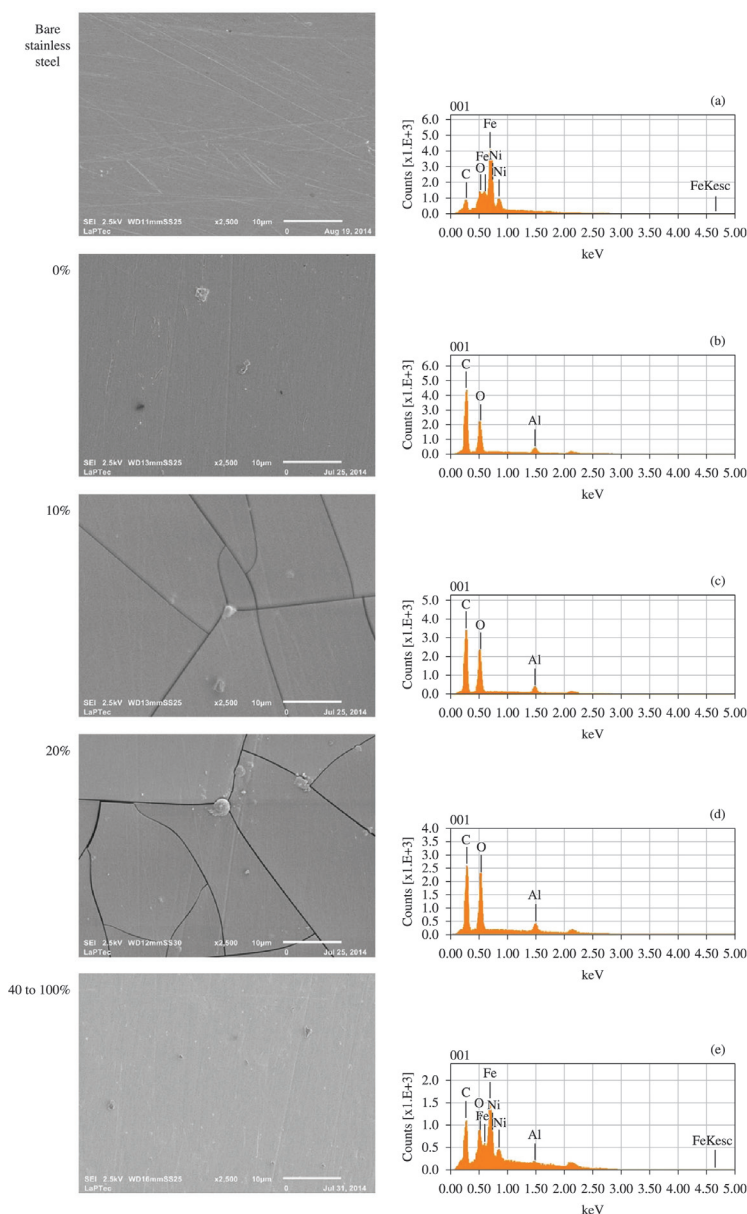 Bare
stainless
steel
SEI 2.5kV WD11mmSS25 x2,500 10μm
LaPTec 0 Aug 19, 2014
(a)
001
Counts [x1.E+3]
6.0
5.0
4.0
3.0
2.0
1.0
0.0
C
O
Fe
Fe
Ni
Ni
FeKesc
0.00 0.50 1.00 1.50 2.00 2.50 3.00 3.50 4.00 4.50 5.00
keV
0%
SEI 2.5kV WD13mmSS25 x2,500 10μm
LaPTec 0 Jul 25, 2014
(b)
001
Counts [x1.E+3]
6.0
5.0
4.0
3.0
2.0
1.0
0.0
C
O
Al
0.00 0.50 1.00 1.50 2.00 2.50 3.00 3.50 4.00 4.50 5.00
keV
10%
SEI 2.5kV WD13mmSS25 x2,500 10μm
LaPTec 0 Jul 25, 2014
(c)
001
Counts [x1.E+3]
5.0
4.0
3.0
2.0
1.0
0.0
C
O
Al
0.00 0.50 1.00 1.50 2.00 2.50 3.00 3.50 4.00 4.50 5.00
keV
20%
SEI 2.5kV WD12mmSS30 x2,500 10μm
LaPTec 0 Jul 25, 2014
(d)
001
Counts [x1.E+3]
4.0
3.5
3.0
2.5
2.0
1.5
1.0
0.5
0.0
C
O
Al
0.00 0.50 1.00 1.50 2.00 2.50 3.00 3.50 4.00 4.50 5.00
keV
40 to 100%
SEI 2.5kV WD16mmSS25 x2,500 10μm
LaPTec 0 Jul 31, 2014
(e)
001
Counts [x1.E+3]
2.0
1.5
1.0
0.5
0.0
C
O
Fe
Fe
Ni
Ni
Al
FeKesc
0.00 0.50 1.00 1.50 2.00 2.50 3.00 3.50 4.00 4.50 5.00
keV